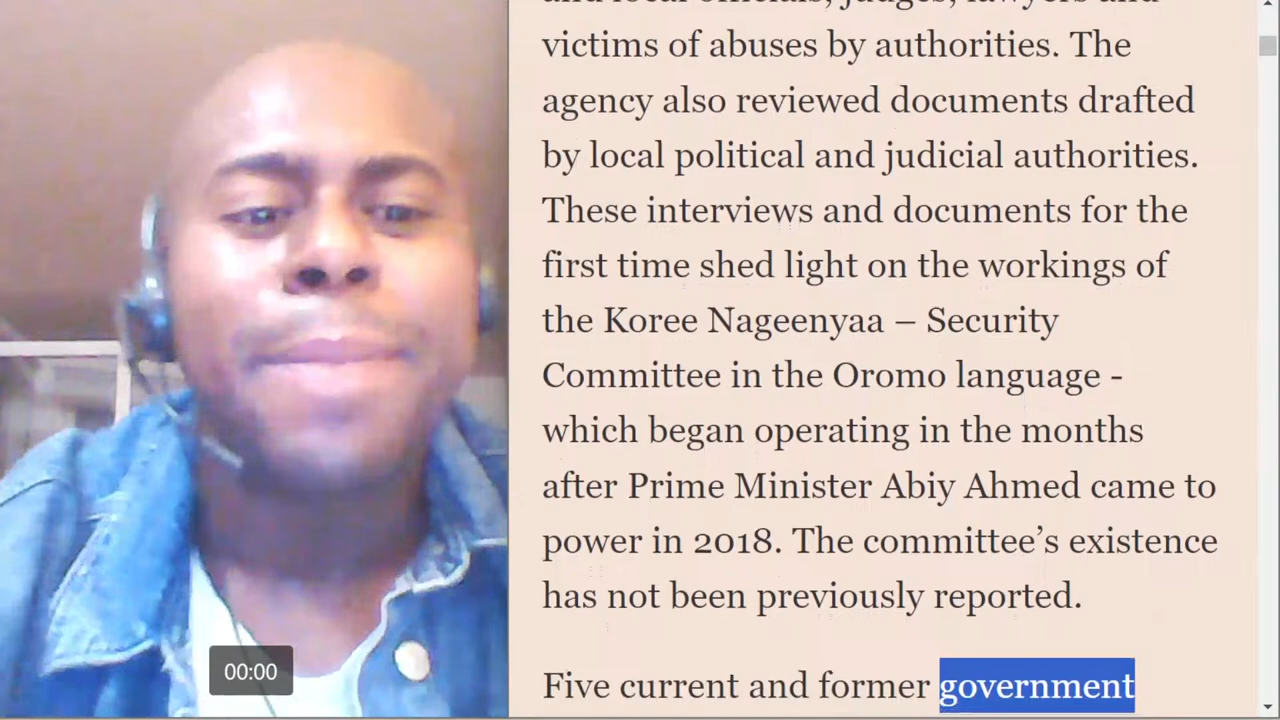 victims of abuses by authorities. The
agency also reviewed documents drafted
by local political and judicial authorities.
These interviews and documents for the
first time shed light on the workings of
the Koree Nageenyaa – Security
Committee in the Oromo language -
which began operating in the months
after Prime Minister Abiy Ahmed came to
power in 2018. The committee’s existence
has not been previously reported.
Five current and former government
00:00